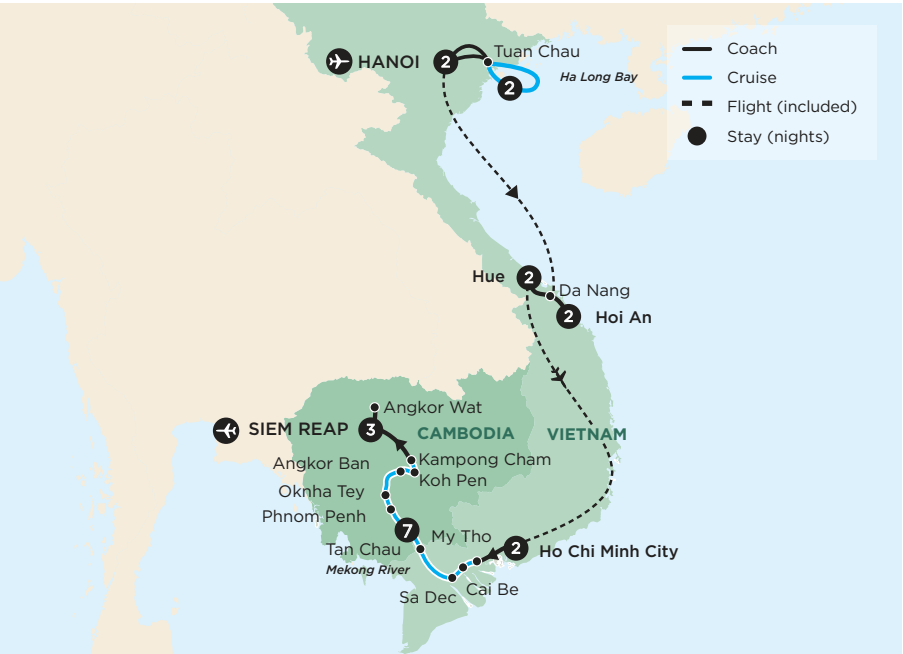 Coach
Cruise
Flight (included)
Stay (nights)
HANOI
2
Tuan Chau
2
Ha Long Bay
Hue
2
Da Nang
2
Hoi An
Angkor Wat
SIEM REAP
3
CAMBODIA
VIETNAM
Angkor Ban
Kampong Cham
Koh Pen
Oknha Tey
Phnom Penh
7
My Tho
Tan Chau
2
Ho Chi Minh City
Mekong River
Sa Dec
Cai Be